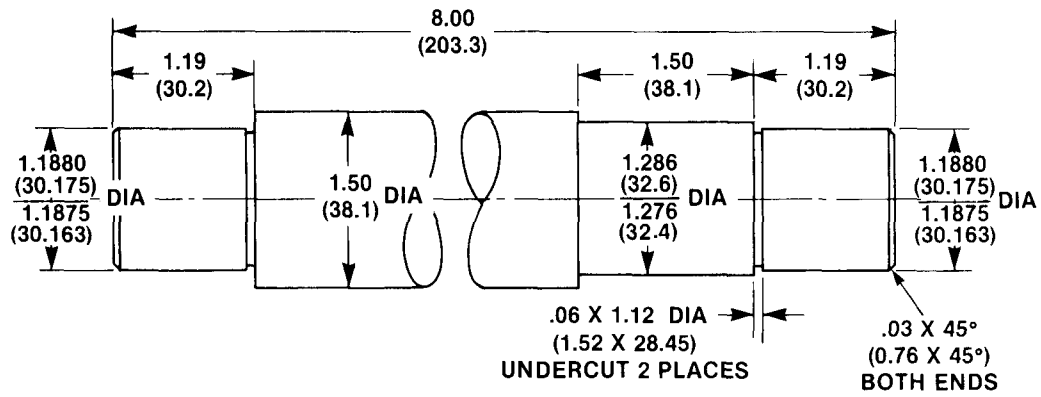 8.00
(203.3)
1.19
(30.2)
1.50
(38.1)
1.19
(30.2)
1.1880
(30.175)
1.1875
(30.163)
DIA
1.50
(38.1)
DIA
1.286
(32.6)
1.276
(32.4)
DIA
1.1880
(30.175)
1.1875
(30.163)
DIA
.06 X 1.12 DIA
(1.52 X 28.45)
UNDERCUT 2 PLACES
.03 X 45°
(0.76 X 45°)
BOTH ENDS